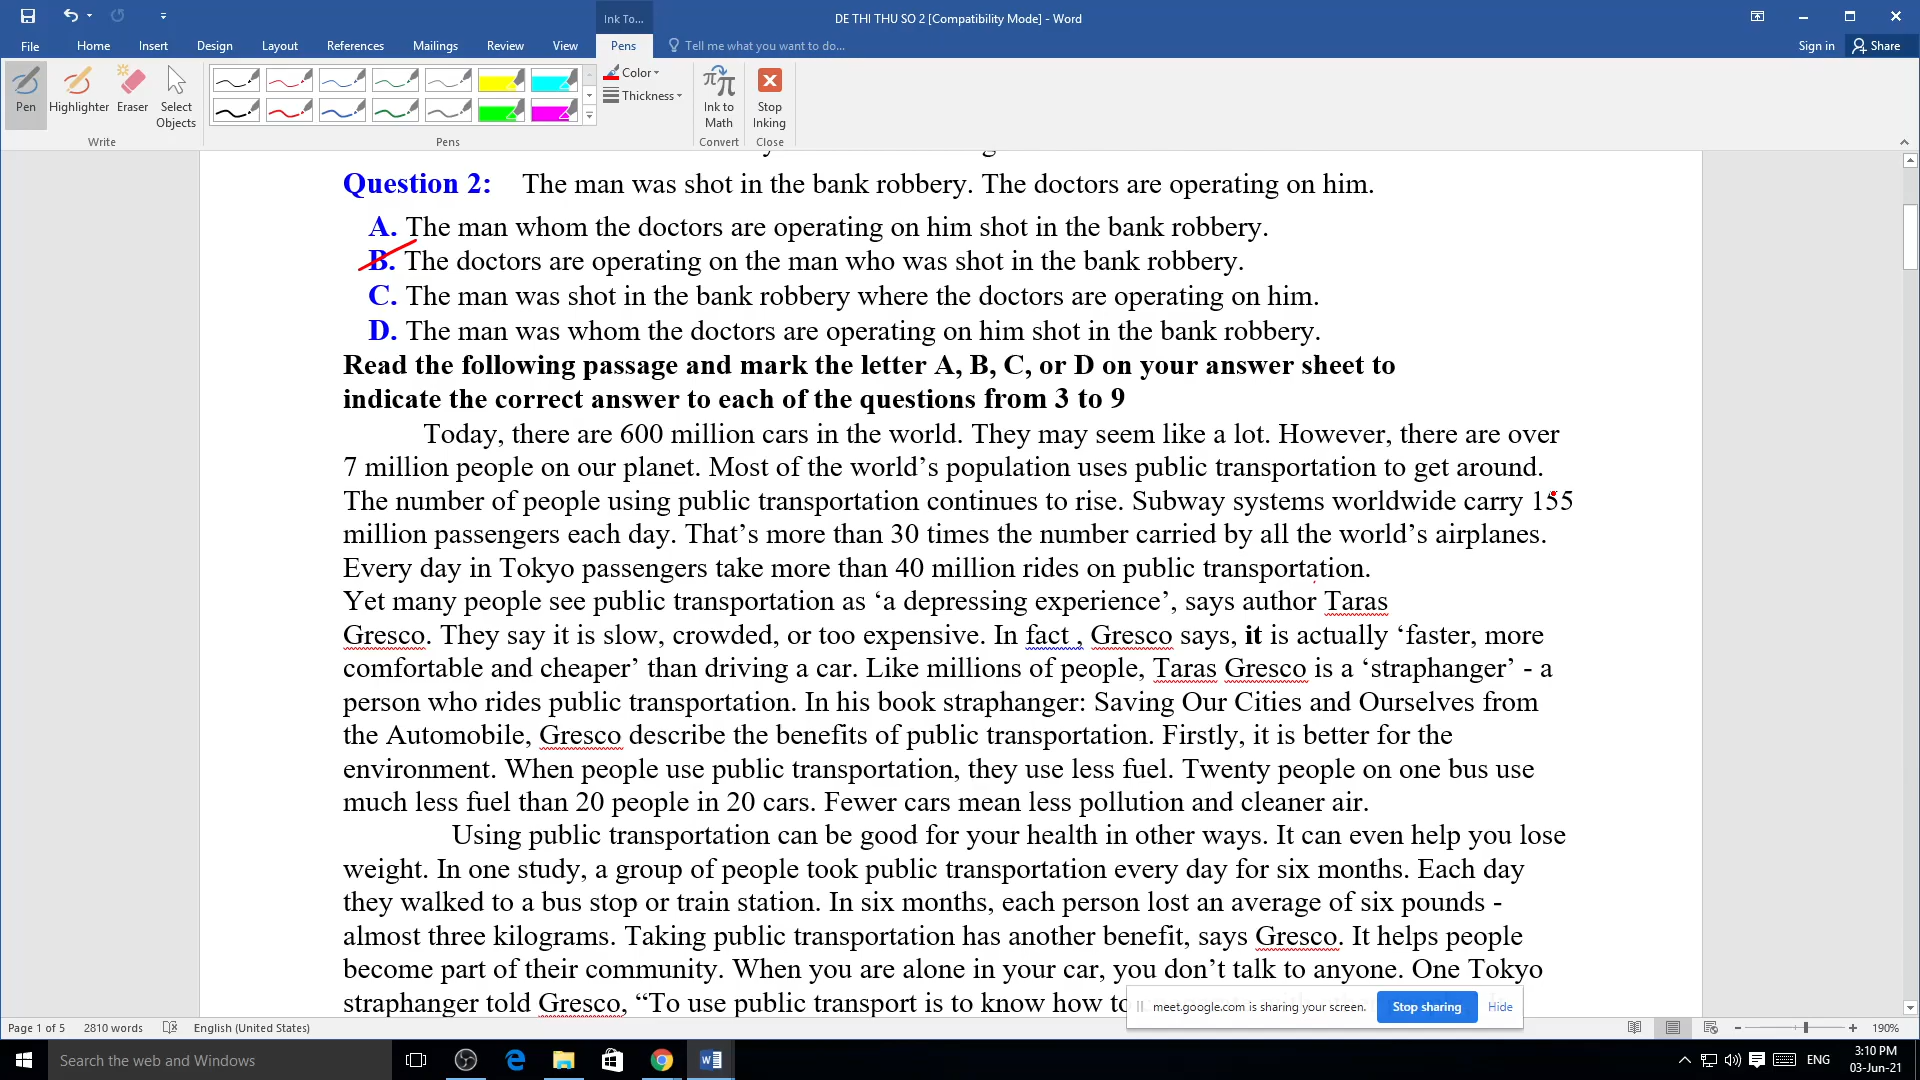 Ink To...
DE THI THU SO 2 [Compatibility Mode] - Word
File Home Insert Design Layout References Mailings Review View Pens Tell me what you want to do... Sign in Share
Pen Highlighter Eraser Select Objects
Color
Thickness
Ink to Math
Stop Inking
Write Pens Convert Close
Question 2: The man was shot in the bank robbery. The doctors are operating on him.
A. The man whom the doctors are operating on him shot in the bank robbery.
B. The doctors are operating on the man who was shot in the bank robbery.
C. The man was shot in the bank robbery where the doctors are operating on him.
D. The man was whom the doctors are operating on him shot in the bank robbery.
Read the following passage and mark the letter A, B, C, or D on your answer sheet to
indicate the correct answer to each of the questions from 3 to 9
Today, there are 600 million cars in the world. They may seem like a lot. However, there are over
7 million people on our planet. Most of the world’s population uses public transportation to get around.
The number of people using public transportation continues to rise. Subway systems worldwide carry 155
million passengers each day. That’s more than 30 times the number carried by all the world’s airplanes.
Every day in Tokyo passengers take more than 40 million rides on public transportation.
Yet many people see public transportation as ‘a depressing experience’, says author Taras
Gresco. They say it is slow, crowded, or too expensive. In fact , Gresco says, it is actually ‘faster, more
comfortable and cheaper’ than driving a car. Like millions of people, Taras Gresco is a ‘straphanger’ - a
person who rides public transportation. In his book straphanger: Saving Our Cities and Ourselves from
the Automobile, Gresco describe the benefits of public transportation. Firstly, it is better for the
environment. When people use public transportation, they use less fuel. Twenty people on one bus use
much less fuel than 20 people in 20 cars. Fewer cars mean less pollution and cleaner air.
Using public transportation can be good for your health in other ways. It can even help you lose
weight. In one study, a group of people took public transportation every day for six months. Each day
they walked to a bus stop or train station. In six months, each person lost an average of six pounds -
almost three kilograms. Taking public transportation has another benefit, says Gresco. It helps people
become part of their community. When you are alone in your car, you don’t talk to anyone. One Tokyo
straphanger told Gresco, “To use public transport is to know how to
meet.google.com is sharing your screen. Stop sharing Hide
Page 1 of 5 2810 words English (United States) 190%
Search the web and Windows
ENG
3:10 PM
03-Jun-21